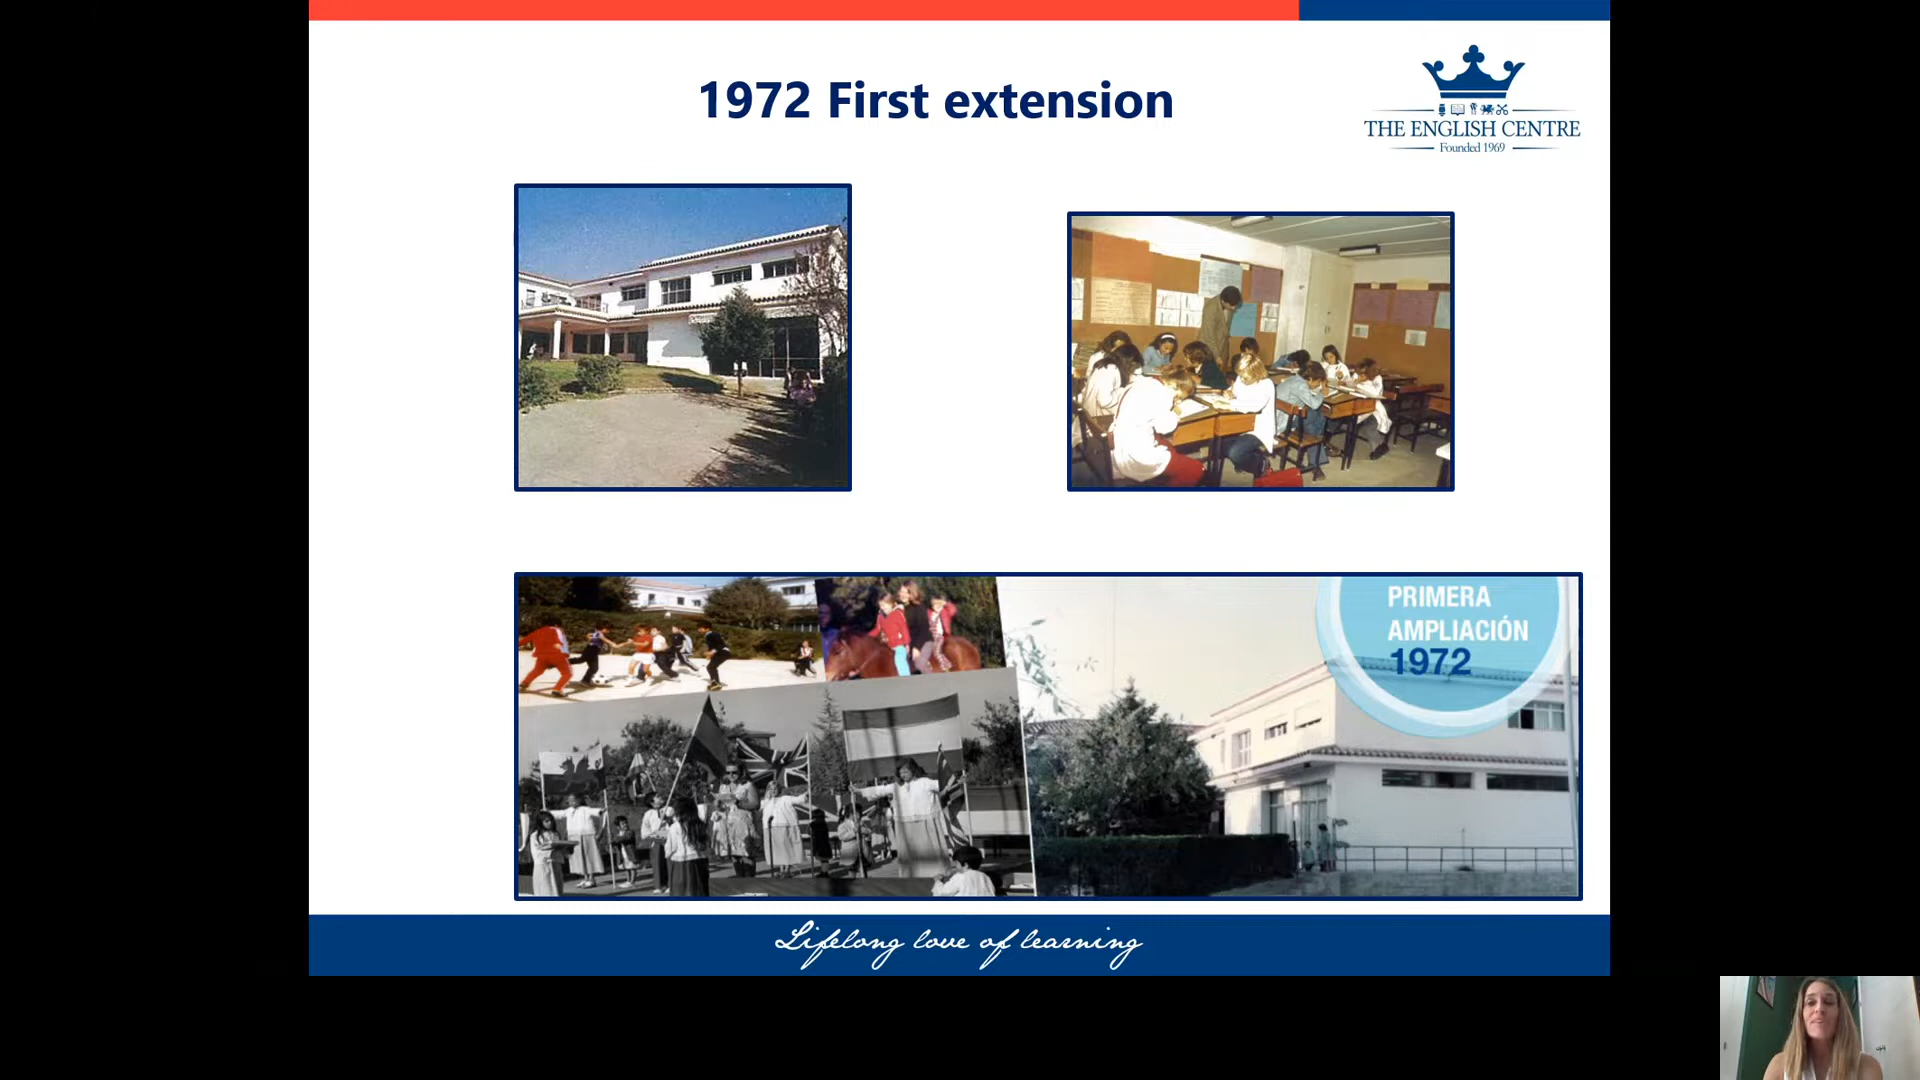 1972 First extension
THE ENGLISH CENTRE
Founded 1969
PRIMERA
AMPLIACIÓN
1972
Lifelong love of learning